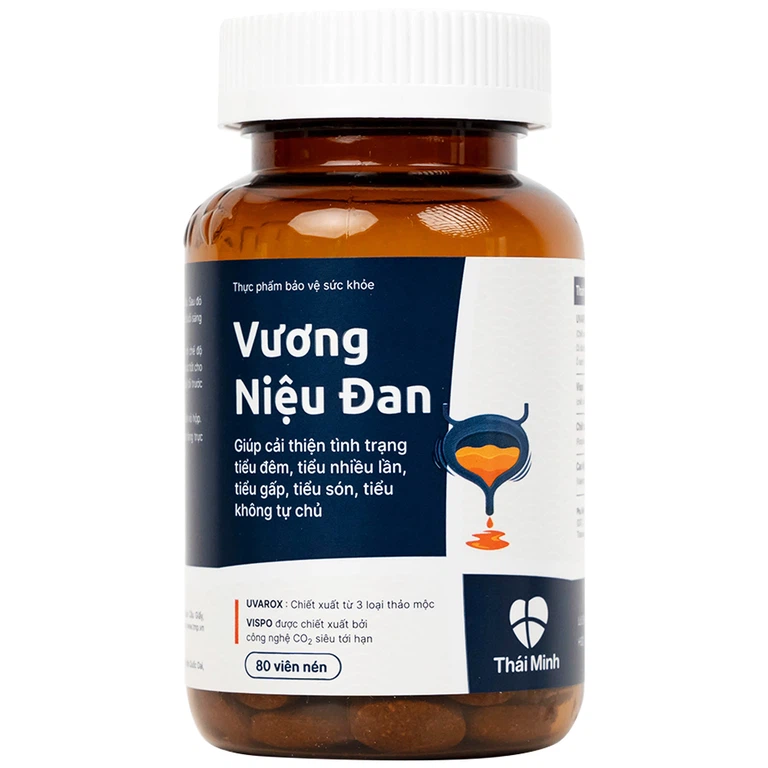 Thực phẩm bảo vệ sức khỏe
Vương
Niệu Đan
Giúp cải thiện tình trạng
tiểu đêm, tiểu nhiều lần,
tiểu gấp, tiểu són, tiểu
không tự chủ
UVAROX : Chiết xuất từ 3 loại thảo mộc
VISPO được chiết xuất bởi
công nghệ CO₂ siêu tới hạn
80 viên nén
Thái Minh